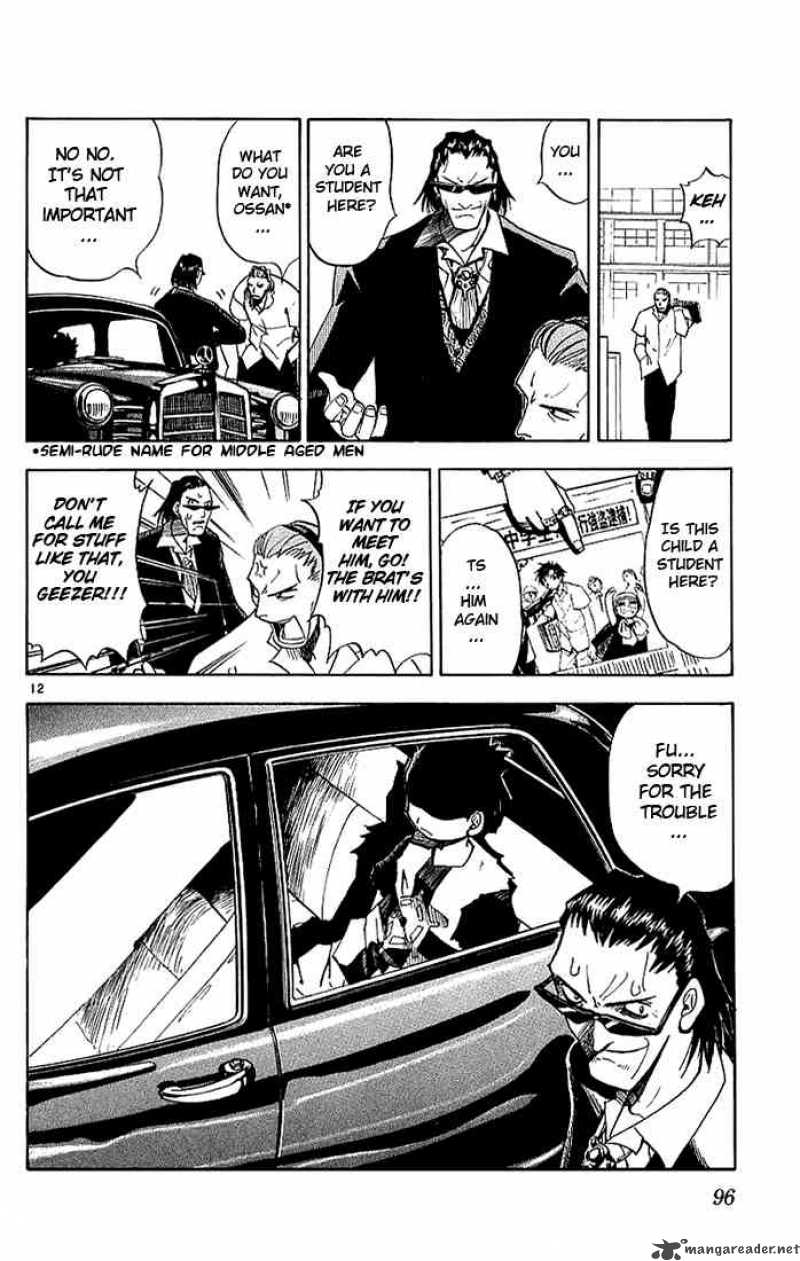 KEH
...
YOU
...
ARE
YOU A
STUDENT
HERE?
WHAT
DO YOU
WANT,
OSSAN*
...
NO NO.
IT'S NOT
THAT
IMPORTANT
...
*SEMI-RUDE NAME FOR MIDDLE AGED MEN
IS THIS
CHILD A
STUDENT
HERE?
TS
...
HIM
AGAIN
...
IF YOU
WANT TO
MEET
HIM, GO!
THE BRAT'S
WITH HIM!!
DON'T
CALL ME
FOR STUFF
LIKE THAT,
YOU
GEEZER!!!
12
FU...
SORRY
FOR THE
TROUBLE
...
96
mangareader.net